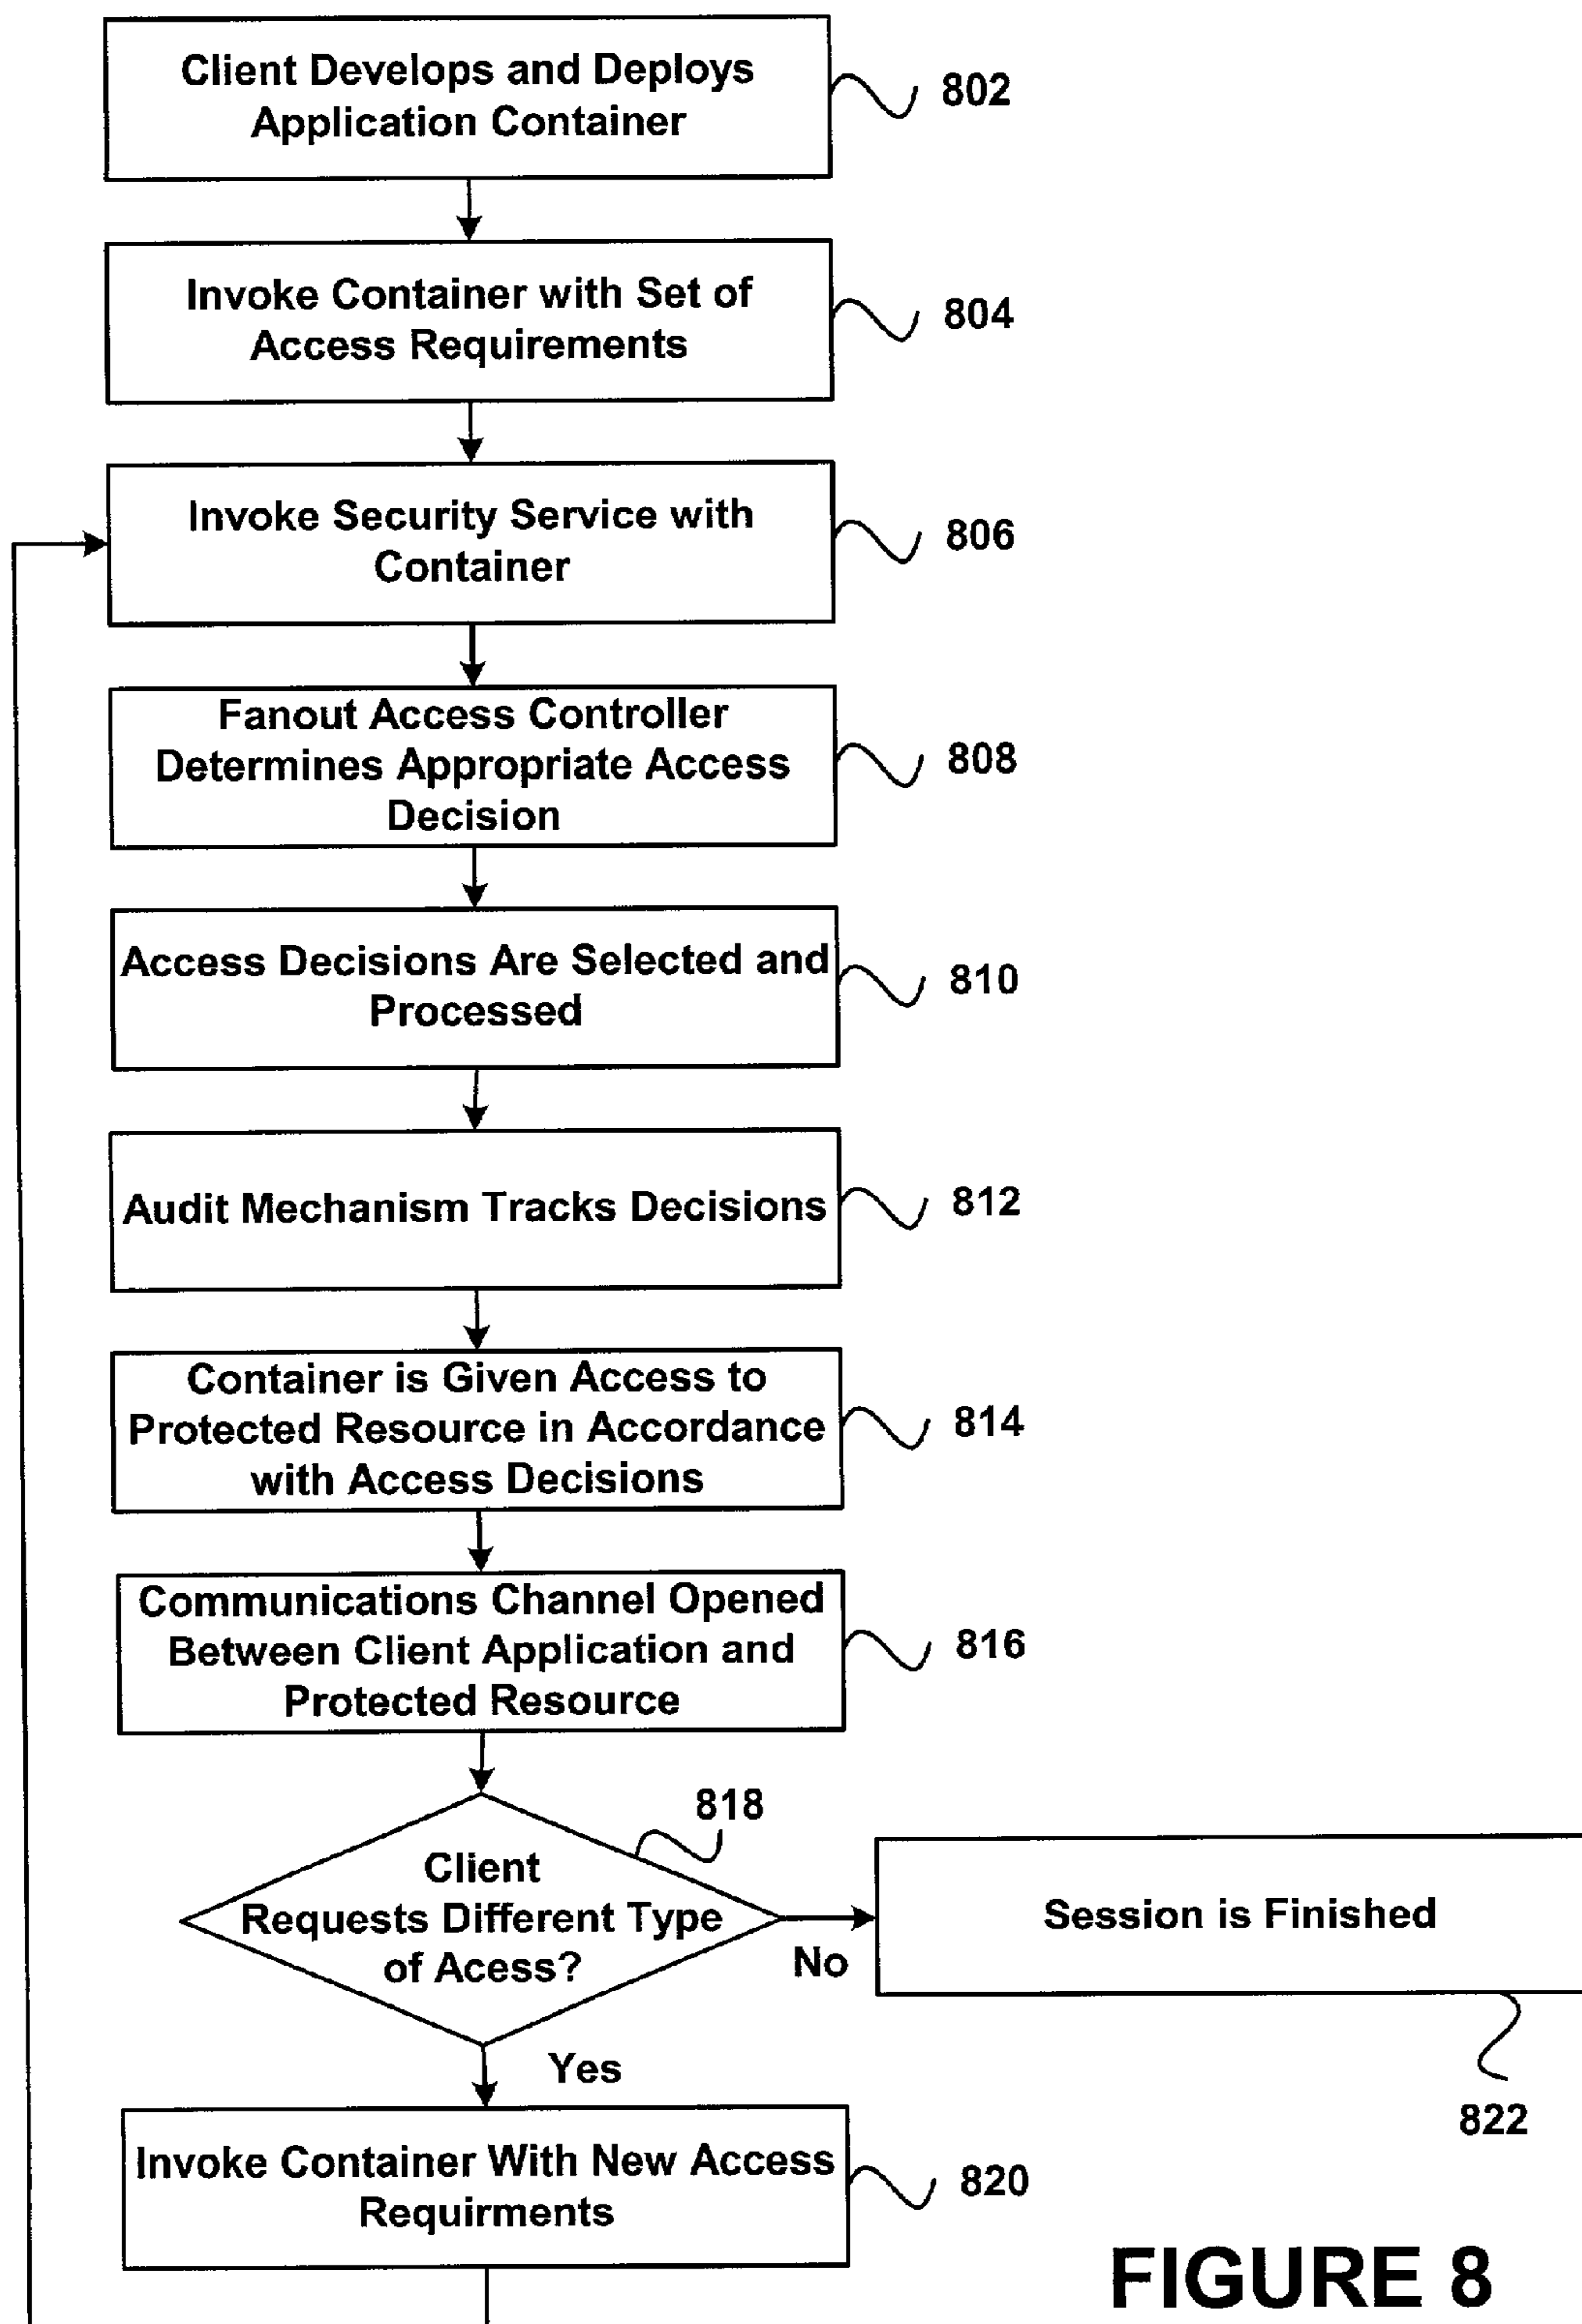 Client Develops and Deploys
Application Container
802
Invoke Container with Set of
Access Requirements
804
Invoke Security Service with
Container
806
Fanout Access Controller
Determines Appropriate Access
Decision
808
Access Decisions Are Selected and
Processed
810
Audit Mechanism Tracks Decisions
812
Container is Given Access to
Protected Resource in Accordance
with Access Decisions
814
Communications Channel Opened
Between Client Application and
Protected Resource
816
818
Client
Requests Different Type
of Acess?
No
Session is Finished
822
Yes
Invoke Container With New Access
Requirments
820
FIGURE 8